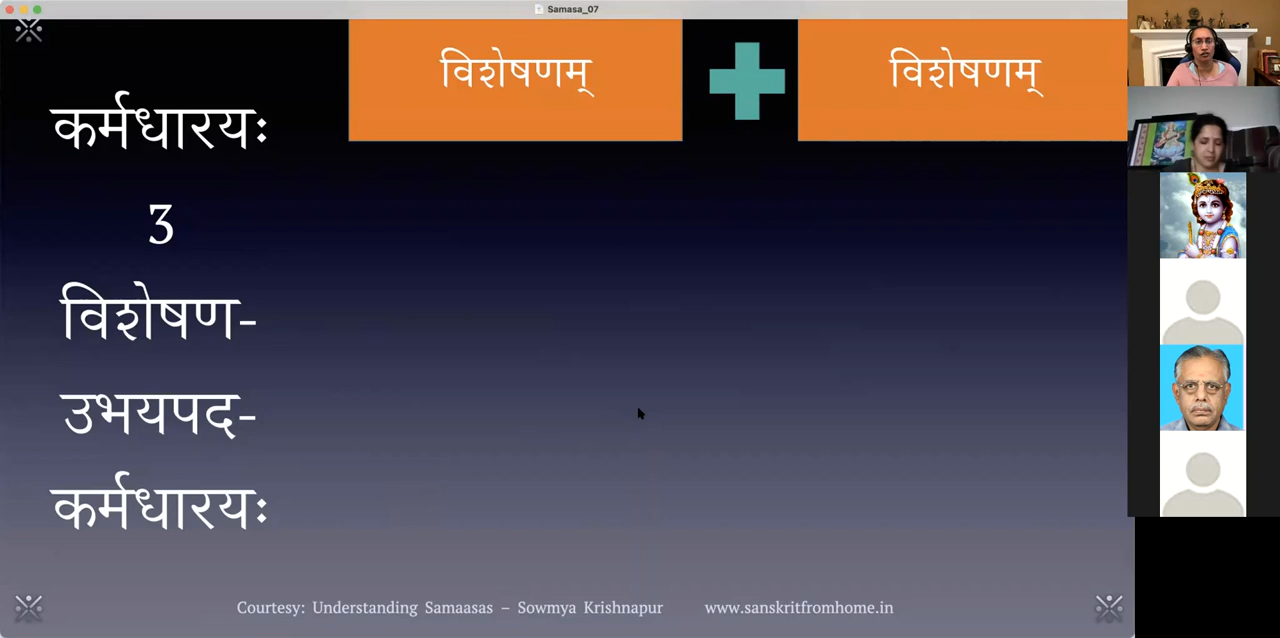 Samasa_07
विशेषणम्
विशेषणम्
कर्मधारयः
3
विशेषण-
उभयपद-
कर्मधारयः
Courtesy: Understanding Samaasas – Sowmya Krishnapur www.sanskritfromhome.in